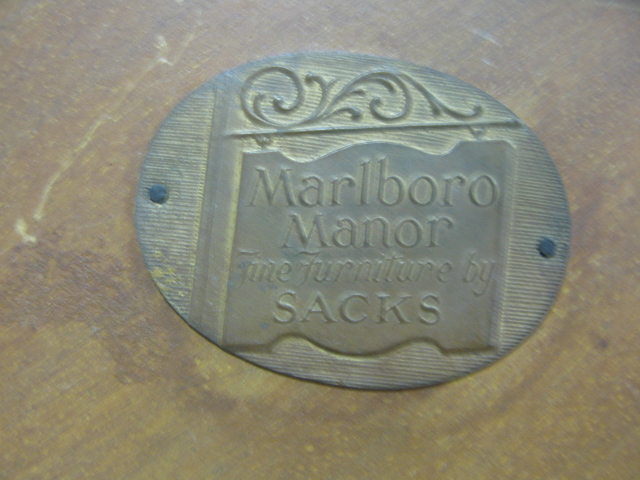 Marlboro
Manor
Fine Furniture by
SACKS